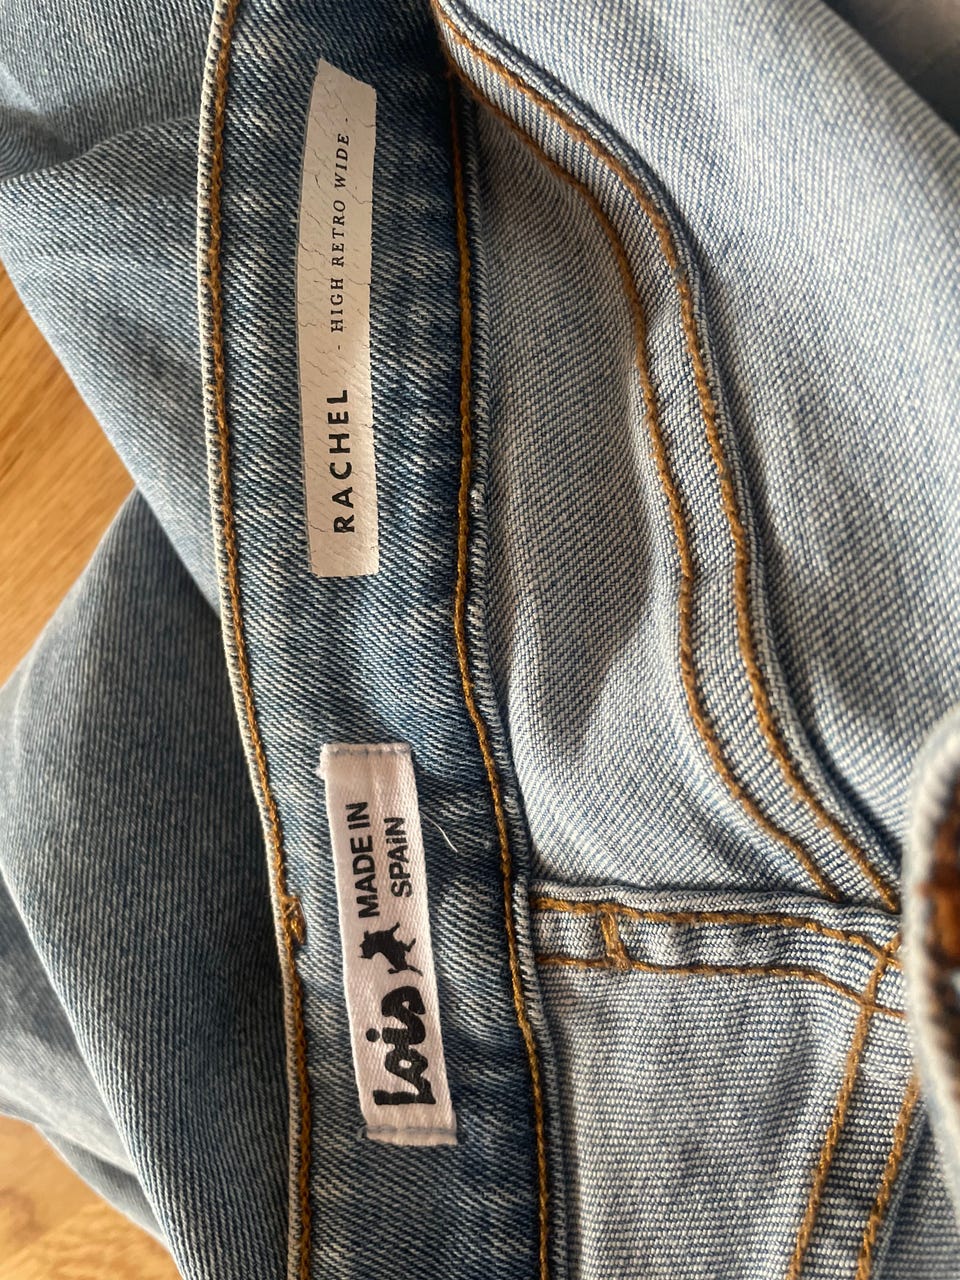 RACHEL - HIGH RETRO WIDE -
Lois MADE IN
SPAiN